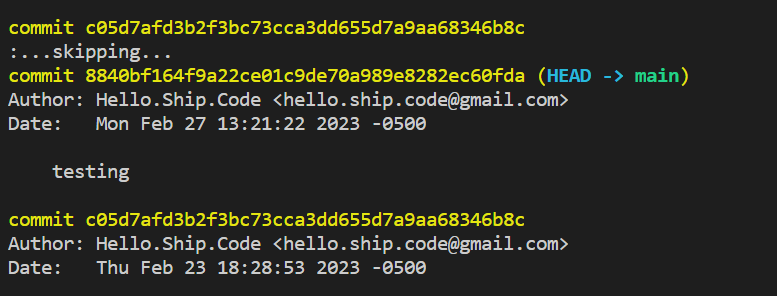 commit c05d7afd3b2f3bc73cca3dd655d7a9aa68346b8c
:...skipping...
commit 8840bf164f9a22ce01c9de70a989e8282ec60fda (HEAD -> main)
Author: Hello.Ship.Code <hello.ship.code@gmail.com>
Date:   Mon Feb 27 13:21:22 2023 -0500
testing
commit c05d7afd3b2f3bc73cca3dd655d7a9aa68346b8c
Author: Hello.Ship.Code <hello.ship.code@gmail.com>
Date:   Thu Feb 23 18:28:53 2023 -0500